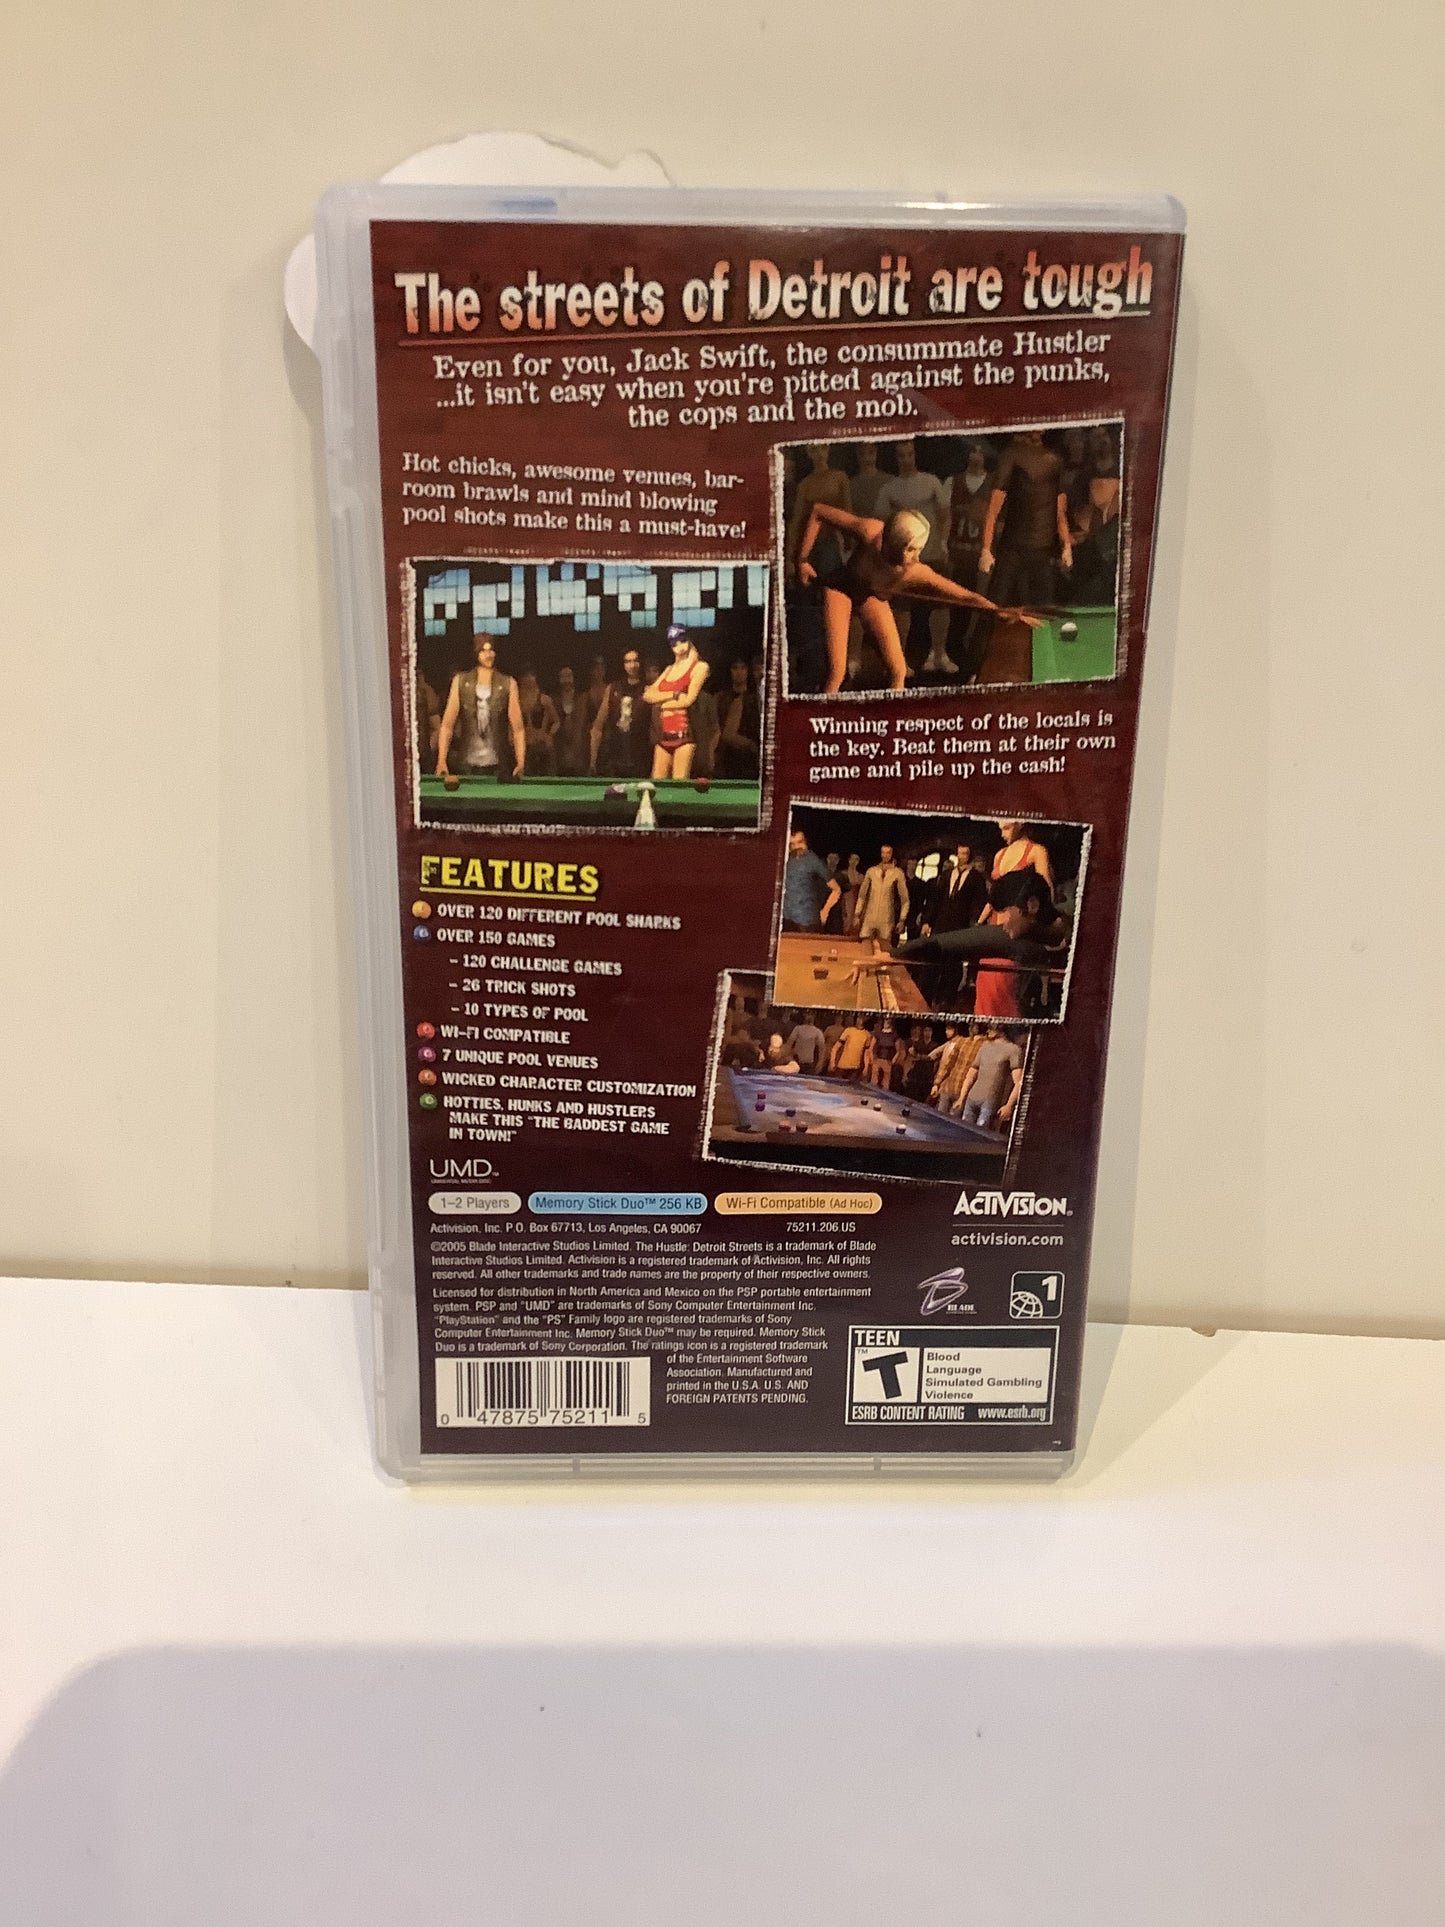 The streets of Detroit are tough
Even for you, Jack Swift, the consummate Hustler
...it isn't easy when you're pitted against the punks,
the cops and the mob.
Hot chicks, awesome venues, bar-
room brawls and mind blowing
pool shots make this a must-have!
Winning respect of the locals is
the key. Beat them at their own
game and pile up the cash!
FEATURES
OVER 120 DIFFERENT POOL SHARKS
OVER 150 GAMES
- 120 CHALLENGE GAMES
- 26 TRICK SHOTS
- 10 TYPES OF POOL
WI-FI COMPATIBLE
7 UNIQUE POOL VENUES
WICKED CHARACTER CUSTOMIZATION
HOTTIES, HUNKS AND HUSTLERS
MAKE THIS "THE BADDEST GAME
IN TOWN!"
UMD™
UNIVERSAL MEDIA DISC
1-2 Players
Memory Stick Duo™ 256 KB
Wi-Fi Compatible (Ad Hoc)
Activision, Inc. P.O. Box 67713, Los Angeles, CA 90067
75211.206.US
©2005 Blade Interactive Studios Limited. The Hustle: Detroit Streets is a trademark of Blade
Interactive Studios Limited. Activision is a registered trademark of Activision, Inc. All rights
reserved. All other trademarks and trade names are the property of their respective owners.
Licensed for distribution in North America and Mexico on the PSP portable entertainment
system. PSP and "UMD" are trademarks of Sony Computer Entertainment Inc.
"PlayStation" and the "PS" Family logo are registered trademarks of Sony
Computer Entertainment Inc. Memory Stick Duo™ may be required. Memory Stick
Duo is a trademark of Sony Corporation. The ratings icon is a registered trademark
of the Entertainment Software
Association. Manufactured and
printed in the U.S.A. U.S. AND
FOREIGN PATENTS PENDING.
0 47875 75211 5
ACTIVISION®
activision.com
BLADE
1
TEEN
T™
Blood
Language
Simulated Gambling
Violence
ESRB CONTENT RATING www.esrb.org